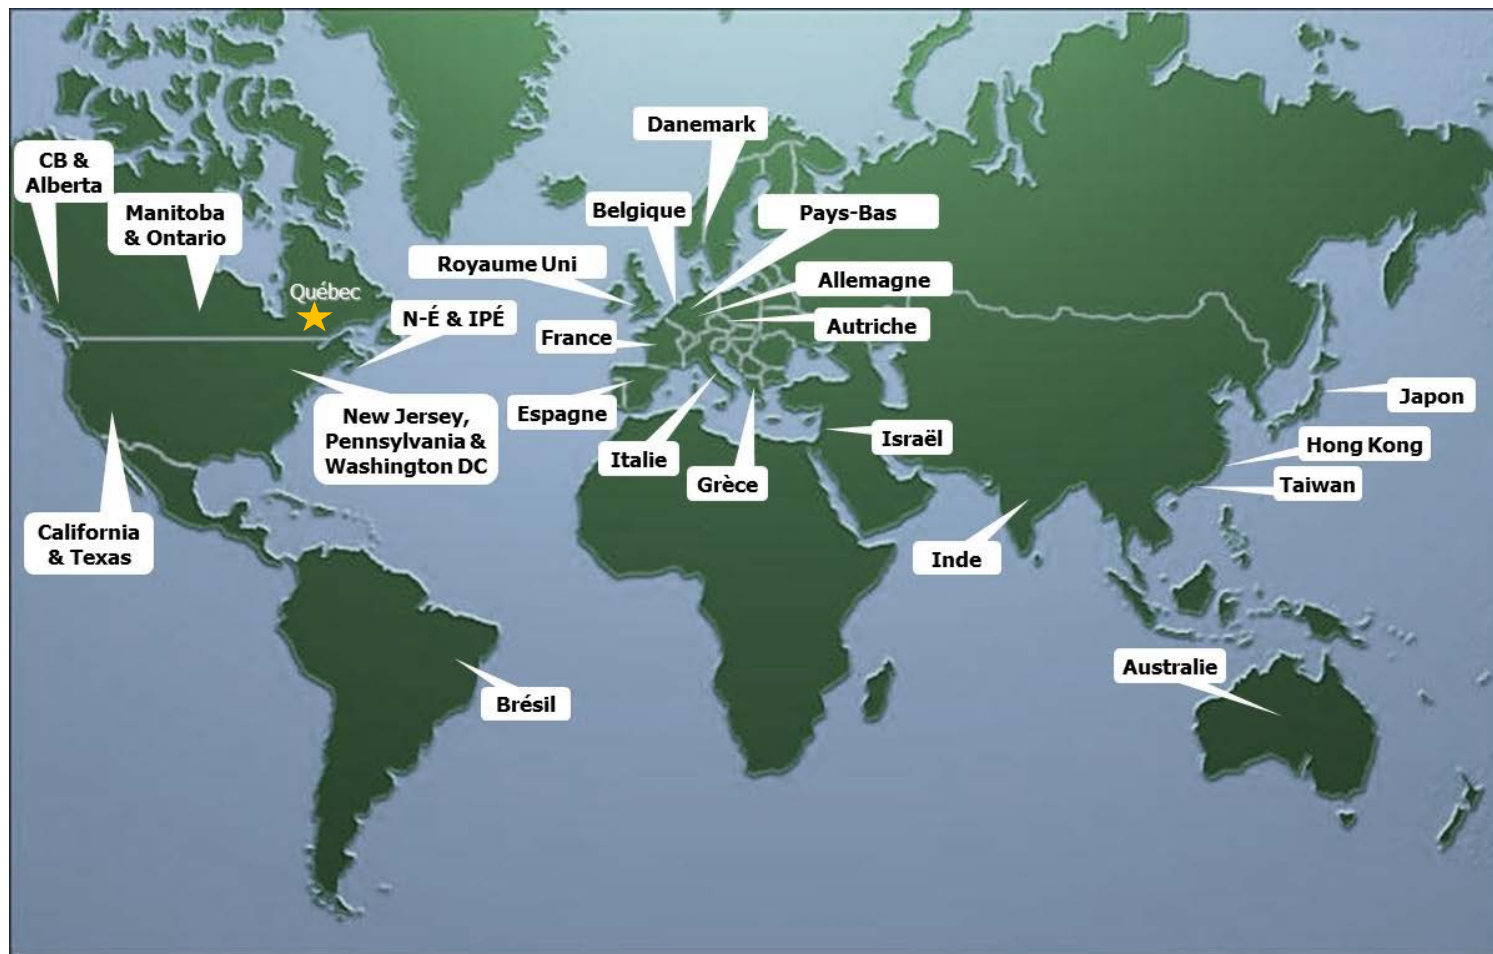 Danemark
CB &
Alberta
Manitoba
& Ontario
Belgique
Pays-Bas
Royaume Uni
Allemagne
Québec
N-É & IPÉ
Autriche
France
Japon
New Jersey,
Pennsylvania &
Washington DC
Espagne
Israël
Hong Kong
Italie
Grèce
Taiwan
California
& Texas
Inde
Australie
Brésil